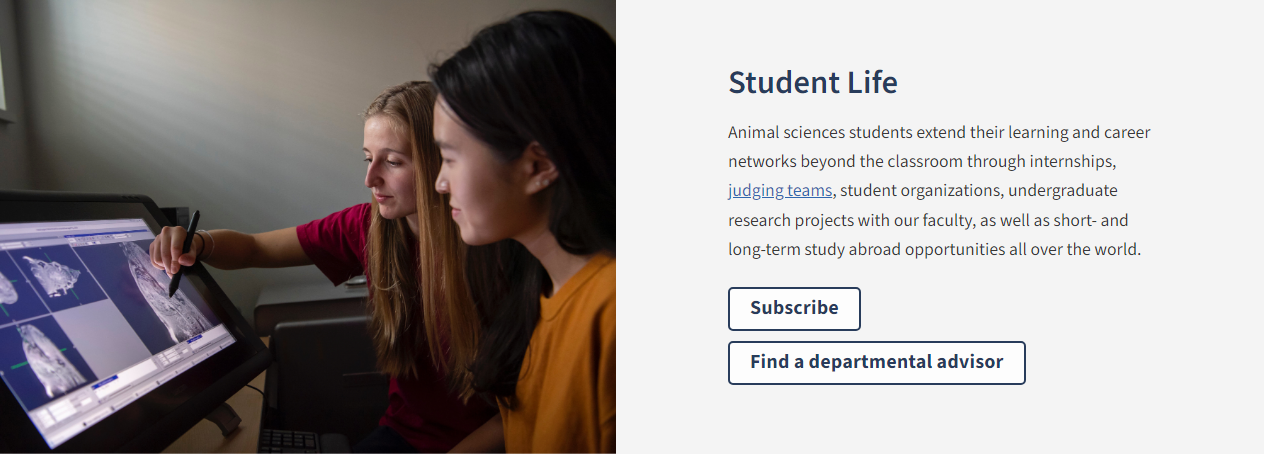 Student Life
Animal sciences students extend their learning and career
networks beyond the classroom through internships,
judging teams, student organizations, undergraduate
research projects with our faculty, as well as short- and
long-term study abroad opportunities all over the world.
Subscribe
Find a departmental advisor